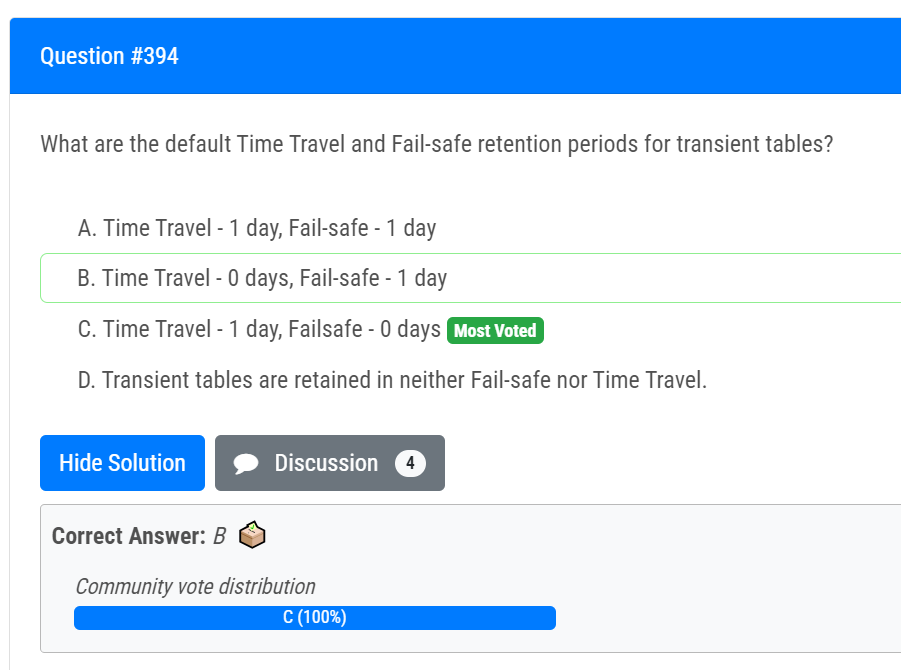 Question #394
What are the default Time Travel and Fail-safe retention periods for transient tables?
A. Time Travel - 1 day, Fail-safe - 1 day
B. Time Travel - 0 days, Fail-safe - 1 day
C. Time Travel - 1 day, Failsafe - 0 days Most Voted
D. Transient tables are retained in neither Fail-safe nor Time Travel.
Hide Solution Discussion 4
Correct Answer: B
Community vote distribution
C (100%)